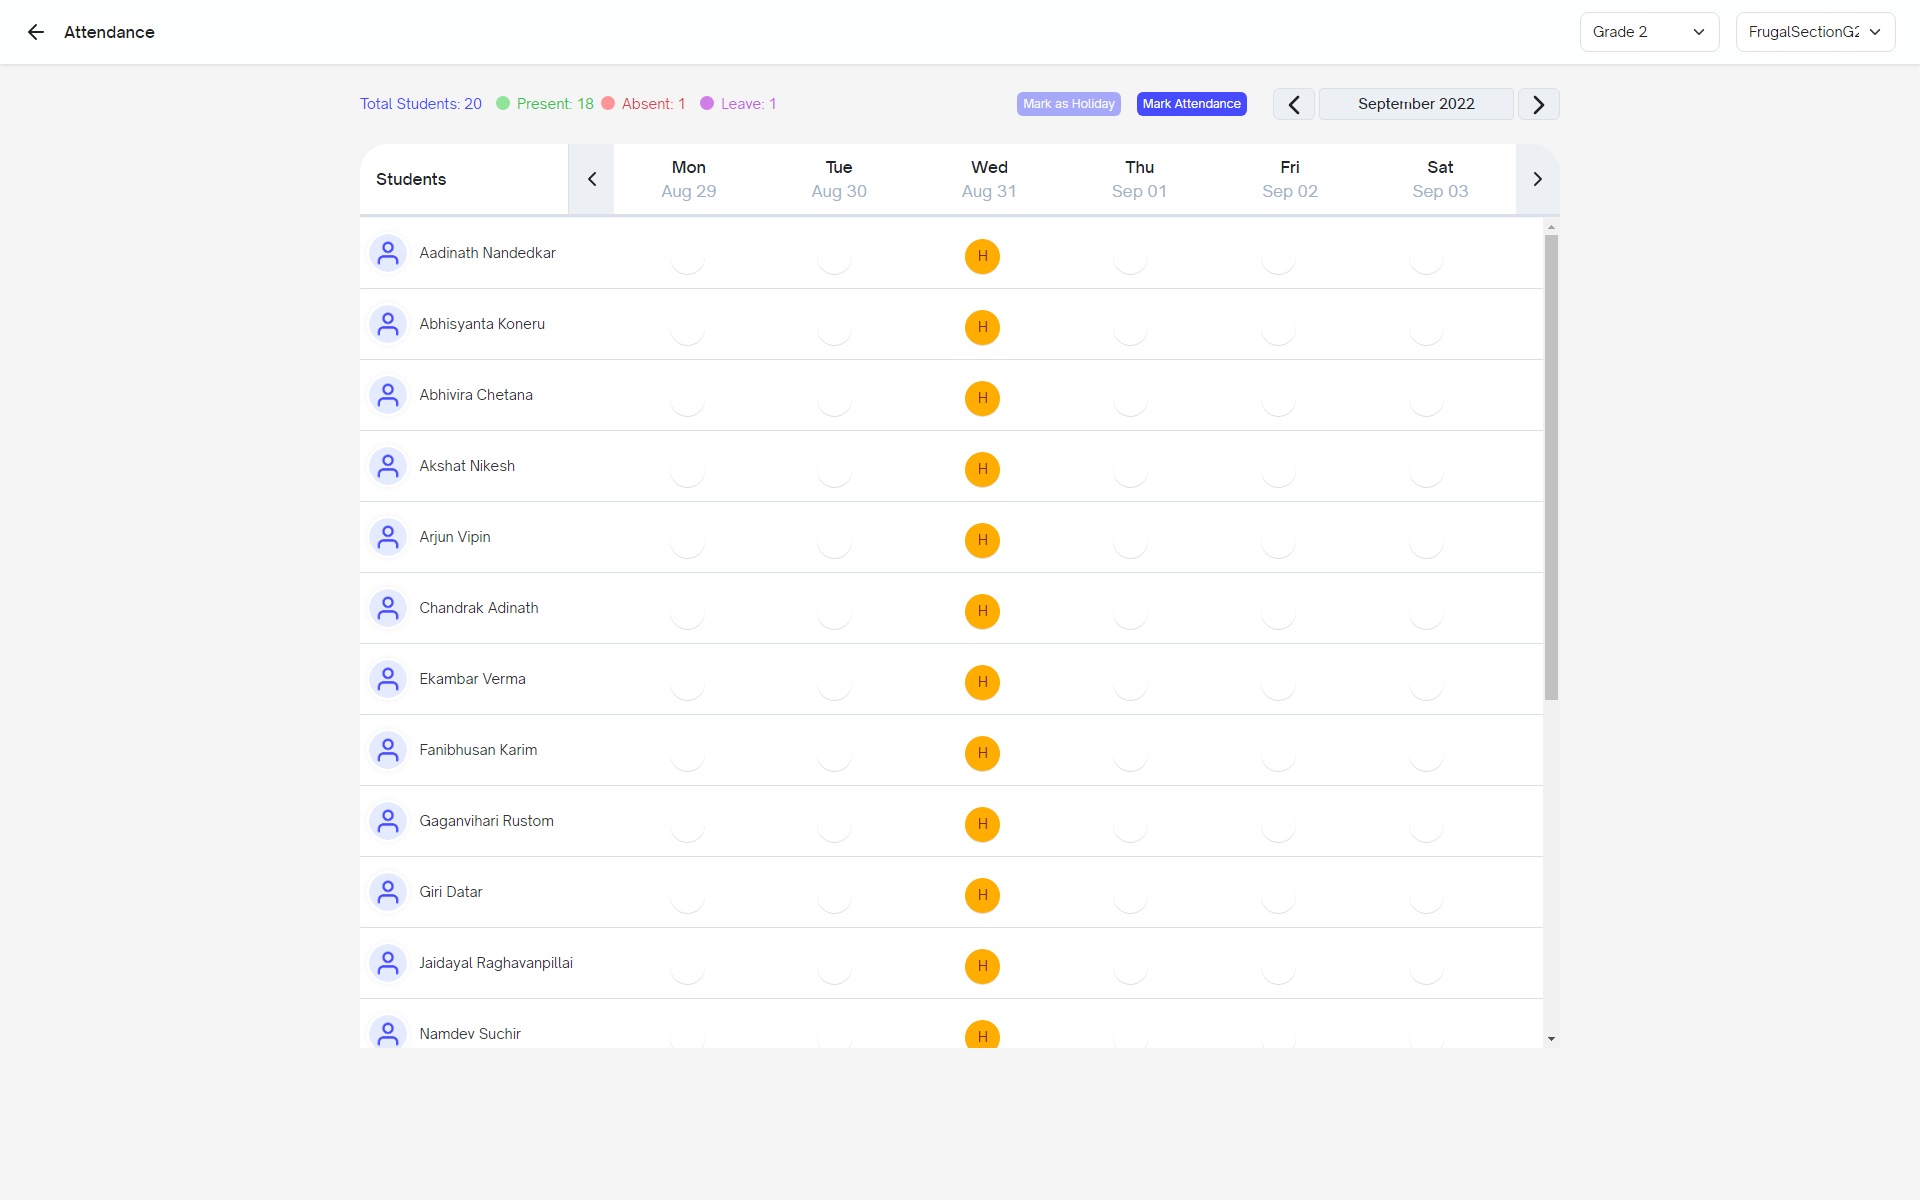 Attendance
Grade 2
FrugalSectionG2
Total Students: 20
Present: 18
Absent: 1
Leave: 1
Mark as Holiday
Mark Attendance
September 2022
Students
Mon
Tue
Wed
Thu
Fri
Sat
Aug 29
Aug 30
Aug 31
Sep 01
Sep 02
Sep 03
Aadinath Nandedkar
H
Abhisyanta Koneru
H
Abhivira Chetana
H
Akshat Nikesh
H
Arjun Vipin
H
Chandrak Adinath
H
Ekambar Verma
H
Fanibhusan Karim
H
Gaganvihari Rustom
H
Giri Datar
H
Jaidayal Raghavanpillai
H
Namdev Suchir
H